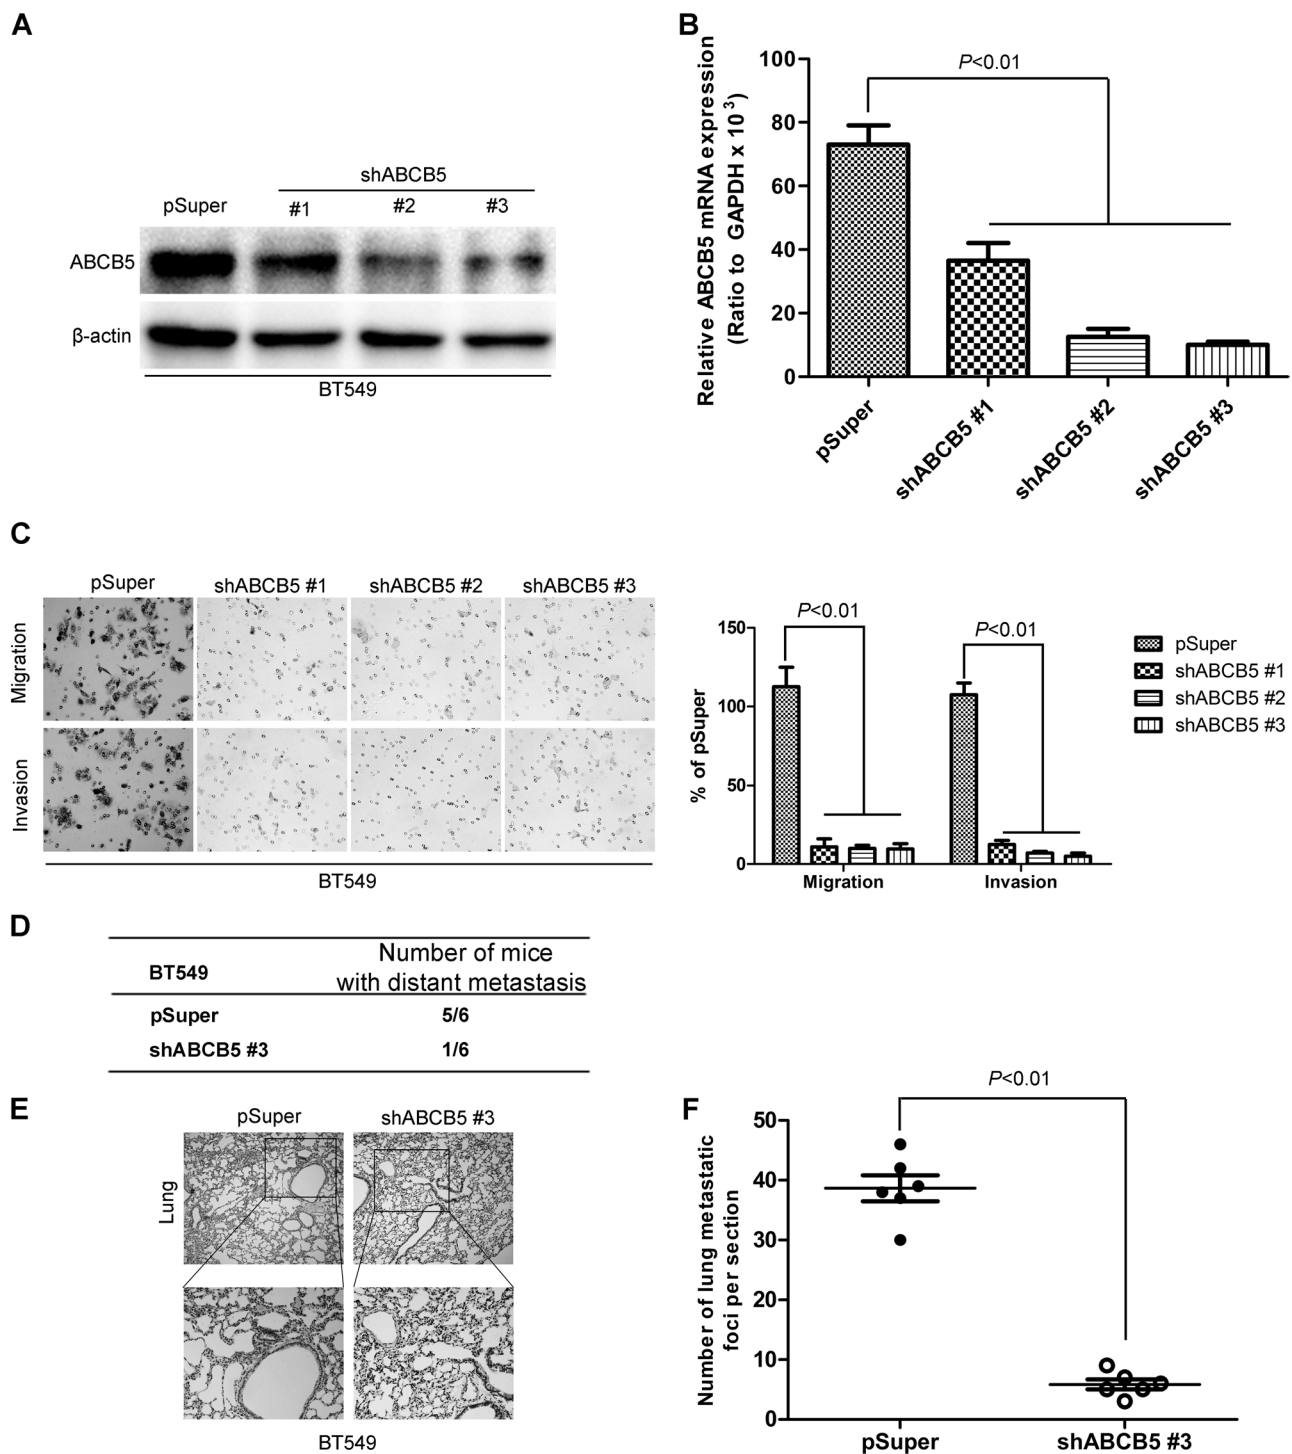 A
shABCB5
pSuper #1 #2 #3
ABCB5
β-actin
BT549
B
Relative ABCB5 mRNA expression
(Ratio to GAPDH x 10³)
100
80
60
40
20
0
P<0.01
pSuper
shABCB5 #1
shABCB5 #2
shABCB5 #3
C
pSuper shABCB5 #1 shABCB5 #2 shABCB5 #3
Migration
Invasion
BT549
% of pSuper
150
100
50
0
P<0.01
P<0.01
Migration Invasion
pSuper
shABCB5 #1
shABCB5 #2
shABCB5 #3
D
BT549
Number of mice
with distant metastasis
pSuper 5/6
shABCB5 #3 1/6
E
pSuper shABCB5 #3
Lung
BT549
F
Number of lung metastatic
foci per section
50
40
30
20
10
0
P<0.01
pSuper shABCB5 #3